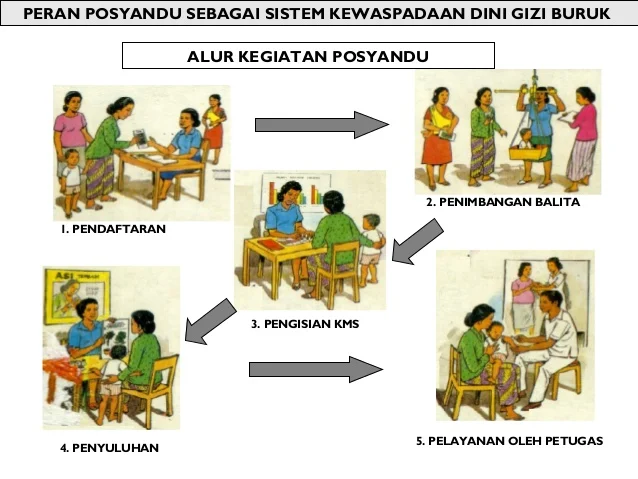 PERAN POSYANDU SEBAGAI SISTEM KEWASPADAAN DINI GIZI BURUK
ALUR KEGIATAN POSYANDU
1. PENDAFTARAN
2. PENIMBANGAN BALITA
3. PENGISIAN KMS
ASI
4. PENYULUHAN
5. PELAYANAN OLEH PETUGAS